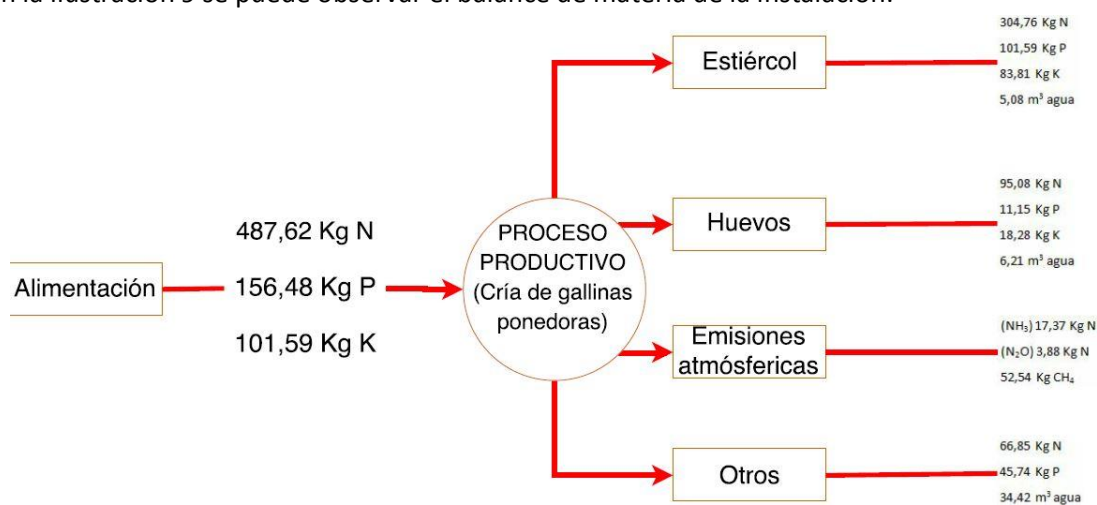 n la ilustración 5 se puede observar el balance de materia de la instalación.
304,76 Kg N
101,59 Kg P
83,81 Kg K
5,08 m³ agua
Estiércol
95,08 Kg N
11,15 Kg P
18,28 Kg K
6,21 m³ agua
Huevos
487,62 Kg N
156,48 Kg P
101,59 Kg K
Alimentación
PROCESO
PRODUCTIVO
(Cría de gallinas
ponedoras)
Emisiones
atmósfericas
(NH₃) 17,37 Kg N
(N₂O) 3,88 Kg N
52,54 Kg CH₄
Otros
66,85 Kg N
45,74 Kg P
34,42 m³ agua